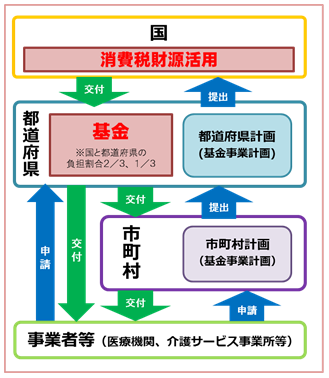 国
消費税財源活用
交付
提出
都道府県
基金
※国と都道府県の
負担割合2／3、1／3
都道府県計画
(基金事業計画)
交付
提出
申請
交付
市町村
市町村計画
(基金事業計画)
交付
申請
事業者等（医療機関、介護サービス事業所等）